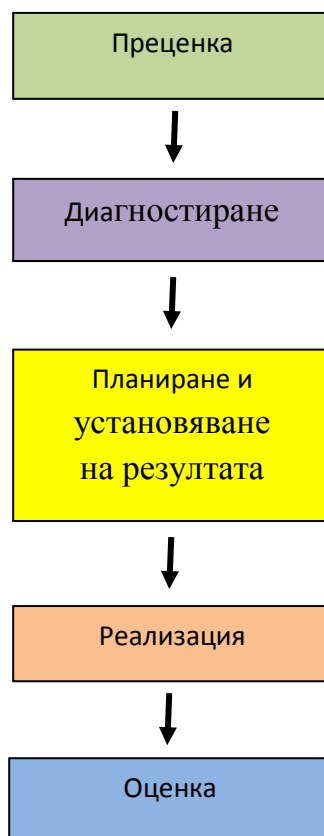 Преценка
Диагностиране
Планиране и
установяване
на резултата
Реализация
Оценка